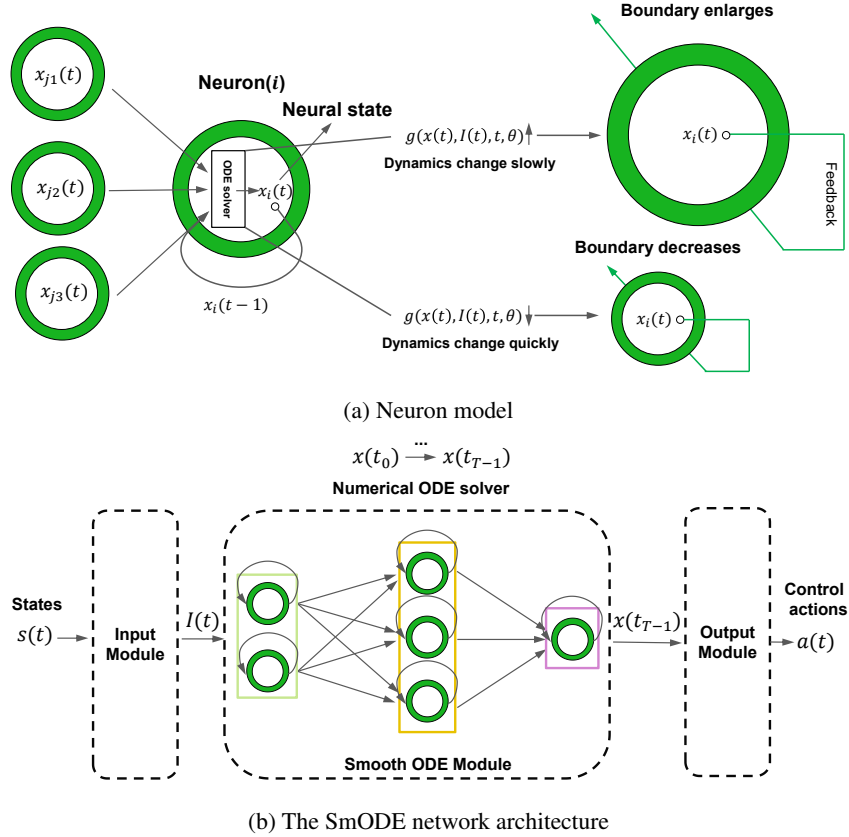 Boundary enlarges
x_{j1}(t)
Neuron(i)
Neural state
x_{j2}(t)
ODE solver
x_i(t)
g(x(t), I(t), t, θ)
Dynamics change slowly
x_i(t)
Feedback
Boundary decreases
x_{j3}(t)
x_i(t − 1)
g(x(t), I(t), t, θ)
Dynamics change quickly
x_i(t)
(a) Neuron model
x(t_0) ... x(t_{T−1})
Numerical ODE solver
States
s(t)
Input
Module
I(t)
Smooth ODE Module
x(t_{T−1})
Output
Module
Control
actions
a(t)
(b) The SmODE network architecture